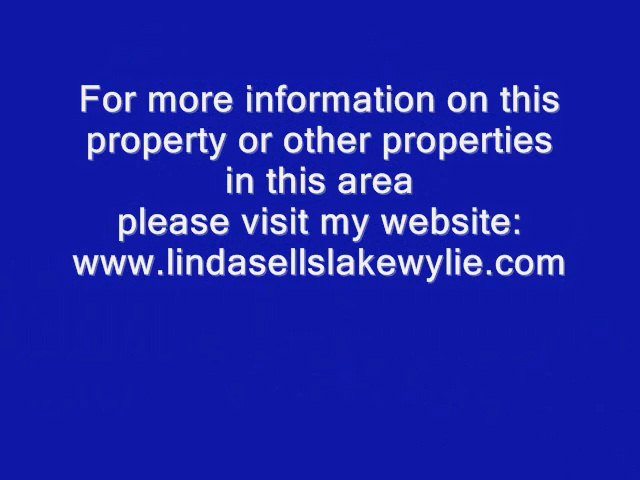 For more information on this
property or other properties
in this area
please visit my website:
www.lindasellslakewylie.com